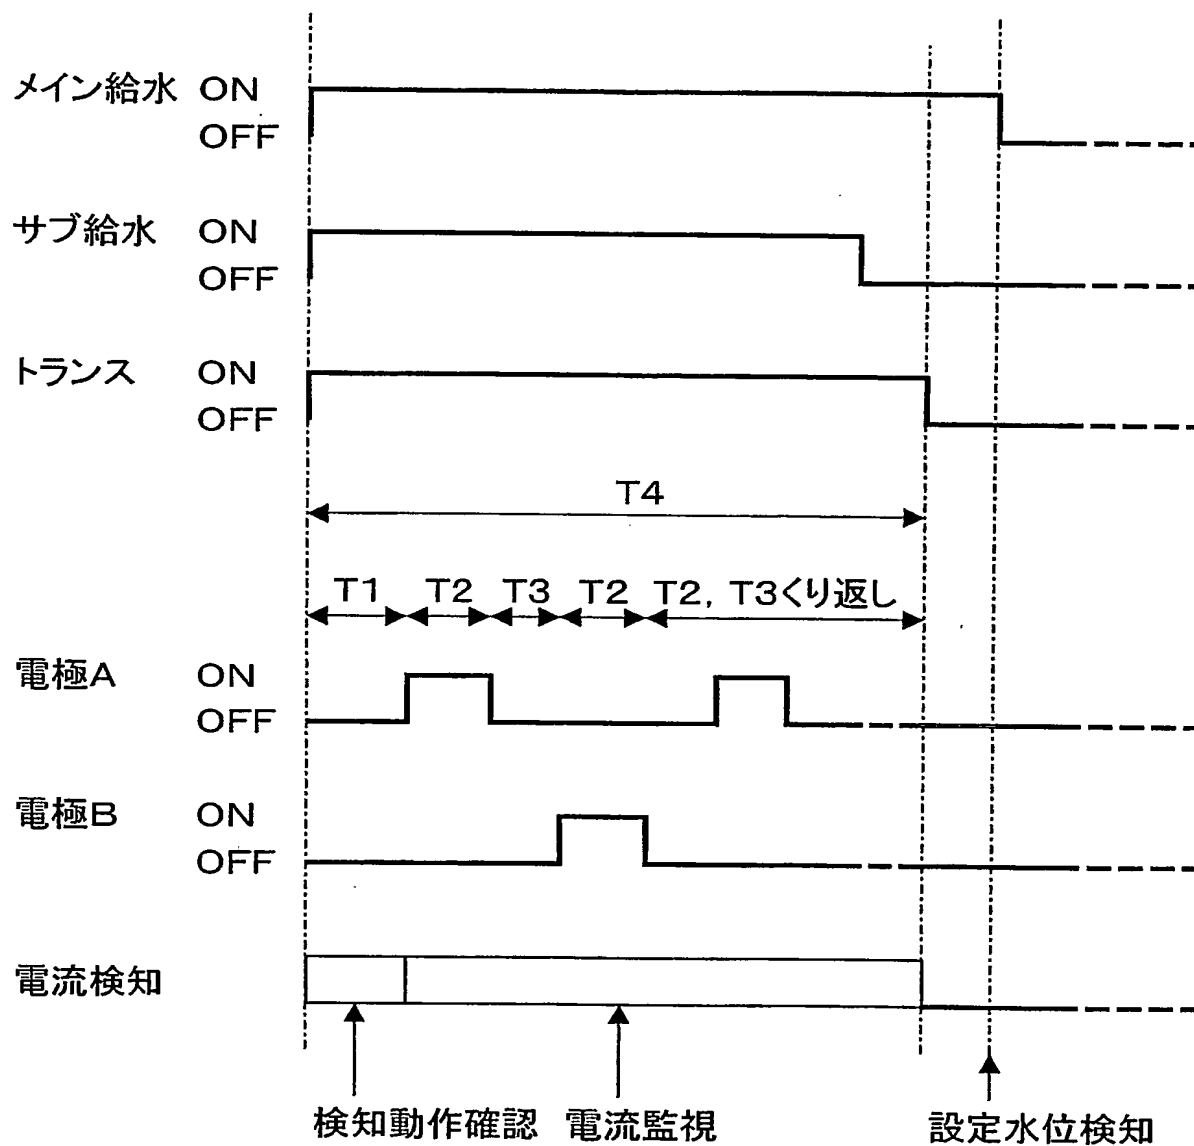 メイン給水 ON
OFF
サブ給水 ON
OFF
トランス ON
OFF
T4
T1 T2 T3 T2 T2, T3くり返し
電極A ON
OFF
電極B ON
OFF
電流検知
検知動作確認 電流監視 設定水位検知